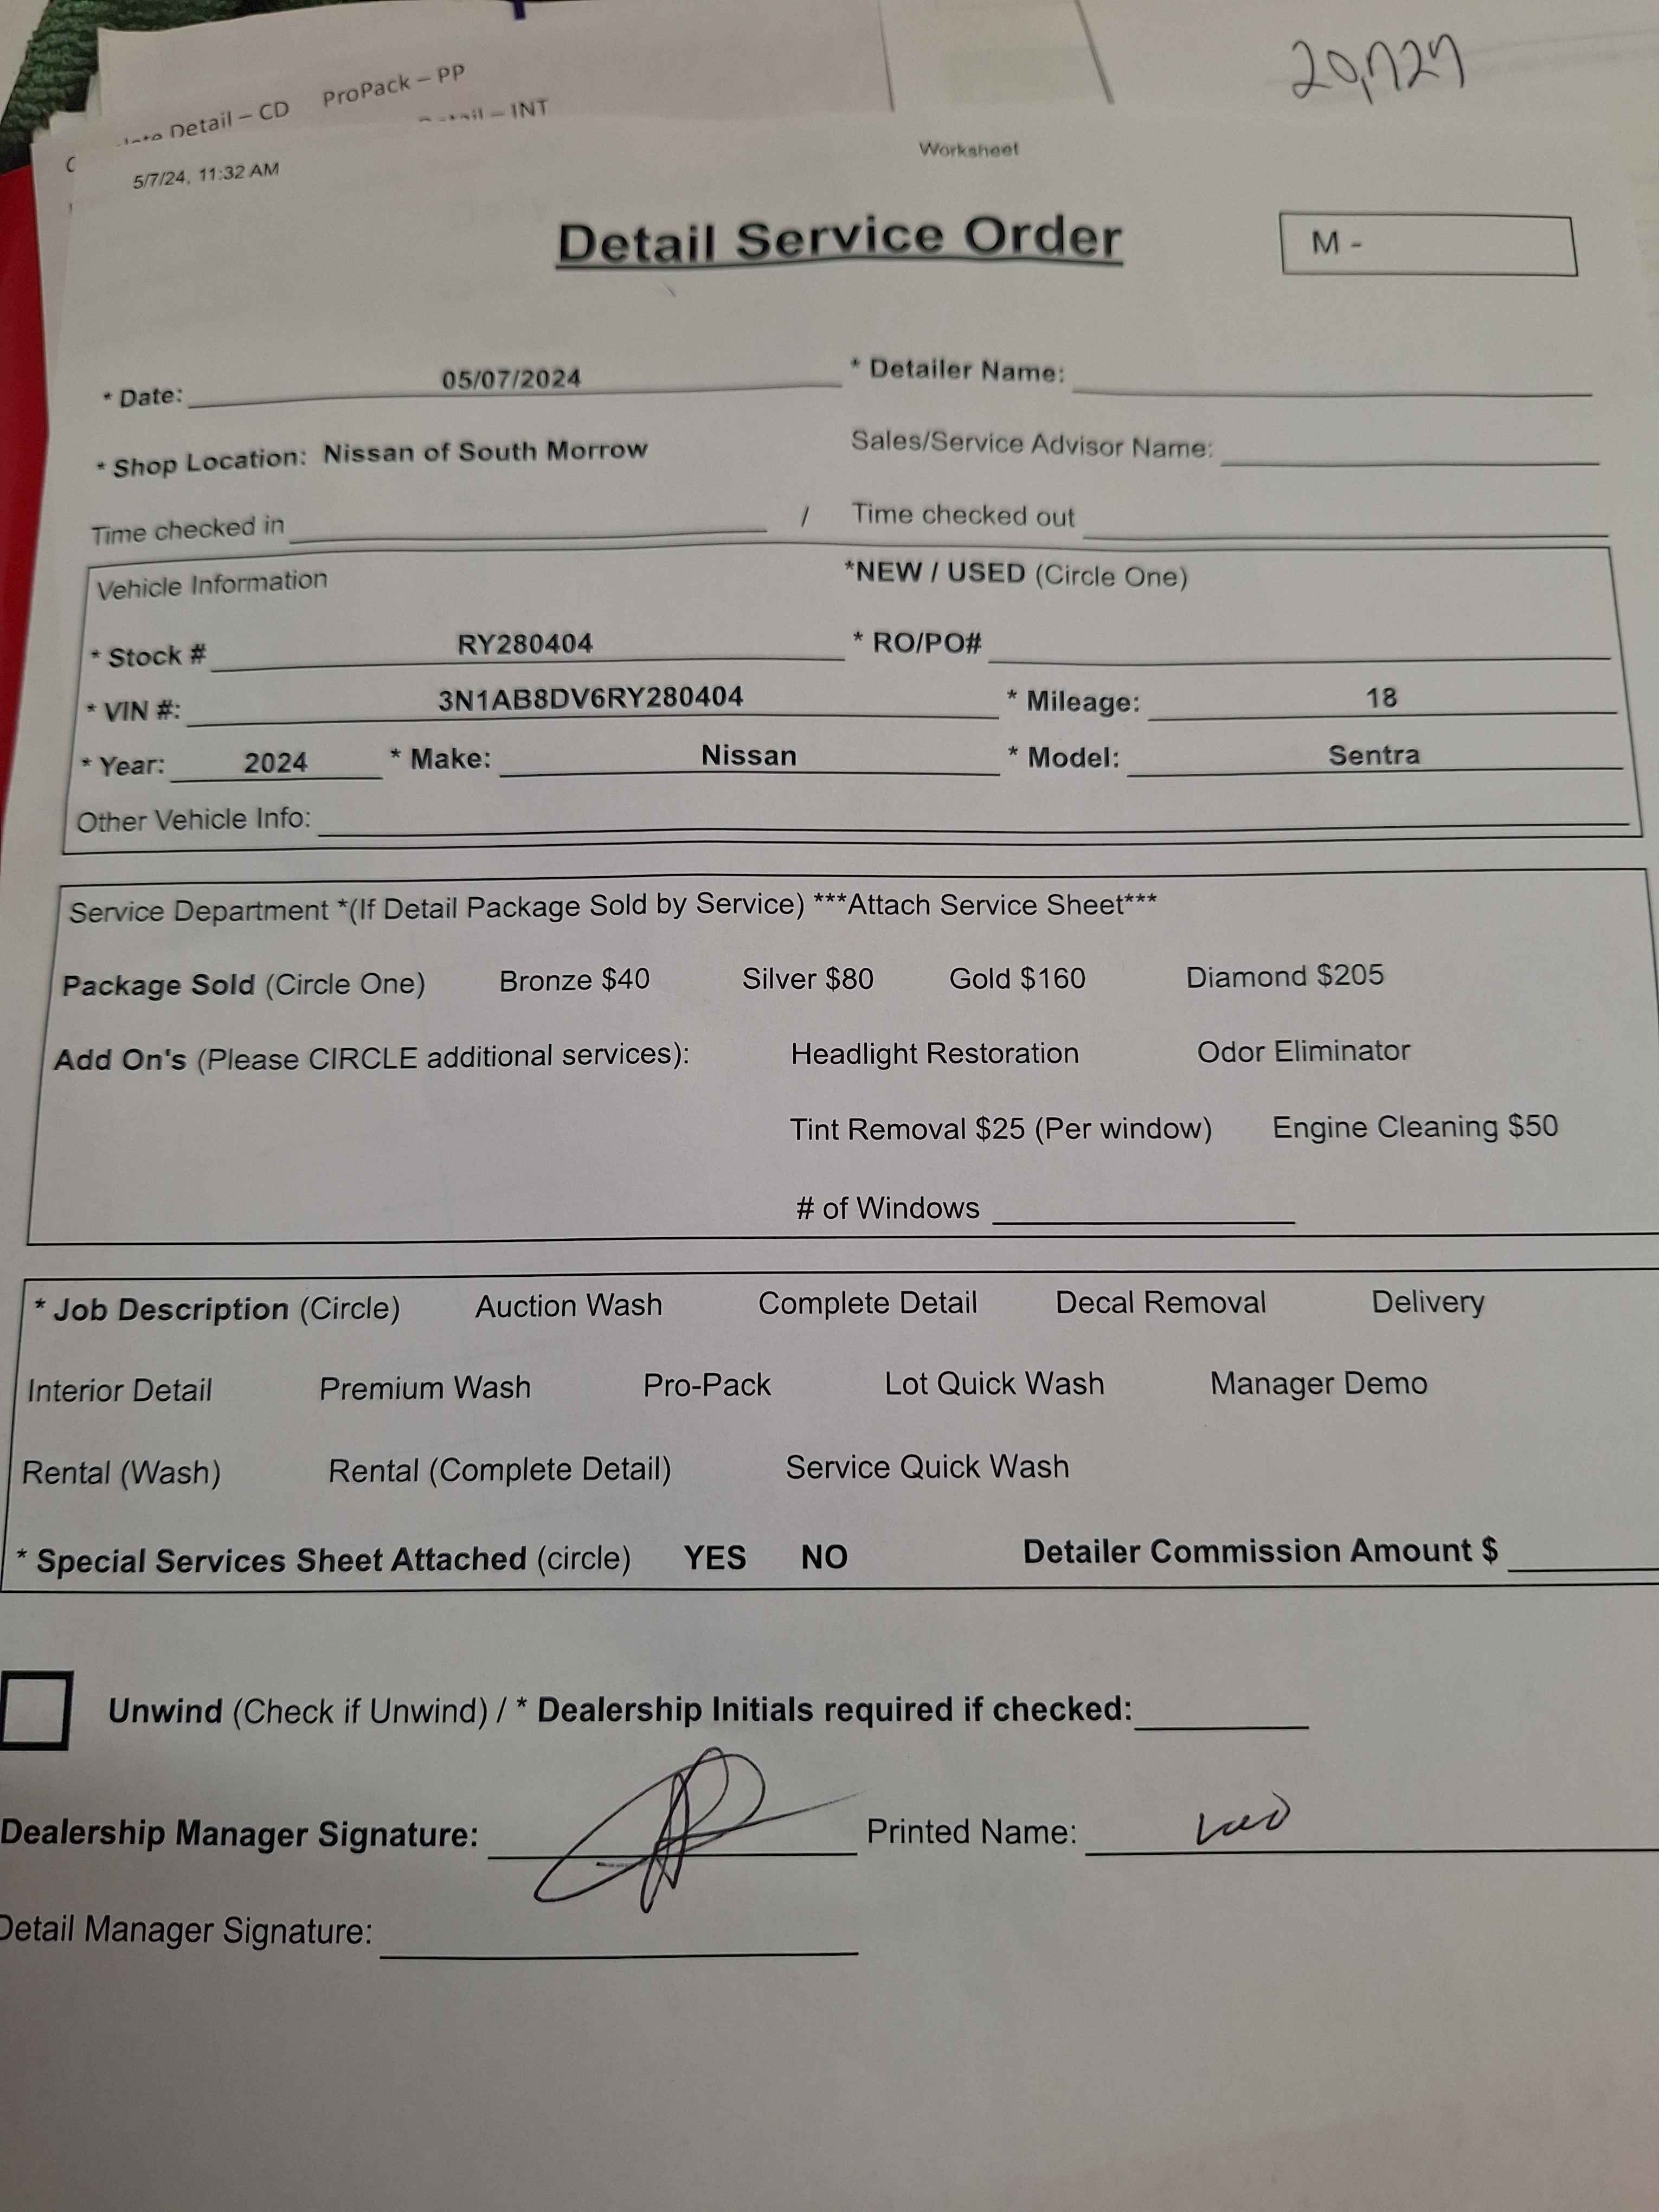 20,727
ProPack – PP
Detail – CD
– INT
5/7/24, 11:32 AM
Worksheet
Detail Service Order
M -
* Date: 05/07/2024 * Detailer Name:
* Shop Location: Nissan of South Morrow Sales/Service Advisor Name:
Time checked in / Time checked out
Vehicle Information *NEW / USED (Circle One)
* Stock # RY280404 * RO/PO#
* VIN #: 3N1AB8DV6RY280404 * Mileage: 18
* Year: 2024 * Make: Nissan * Model: Sentra
Other Vehicle Info:
Service Department *(If Detail Package Sold by Service) ***Attach Service Sheet***
Package Sold (Circle One) Bronze $40 Silver $80 Gold $160 Diamond $205
Add On's (Please CIRCLE additional services): Headlight Restoration Odor Eliminator
Tint Removal $25 (Per window) Engine Cleaning $50
# of Windows
* Job Description (Circle) Auction Wash Complete Detail Decal Removal Delivery
Interior Detail Premium Wash Pro-Pack Lot Quick Wash Manager Demo
Rental (Wash) Rental (Complete Detail) Service Quick Wash
* Special Services Sheet Attached (circle) YES NO Detailer Commission Amount $
Unwind (Check if Unwind) / * Dealership Initials required if checked:
Dealership Manager Signature: Printed Name:
Detail Manager Signature: